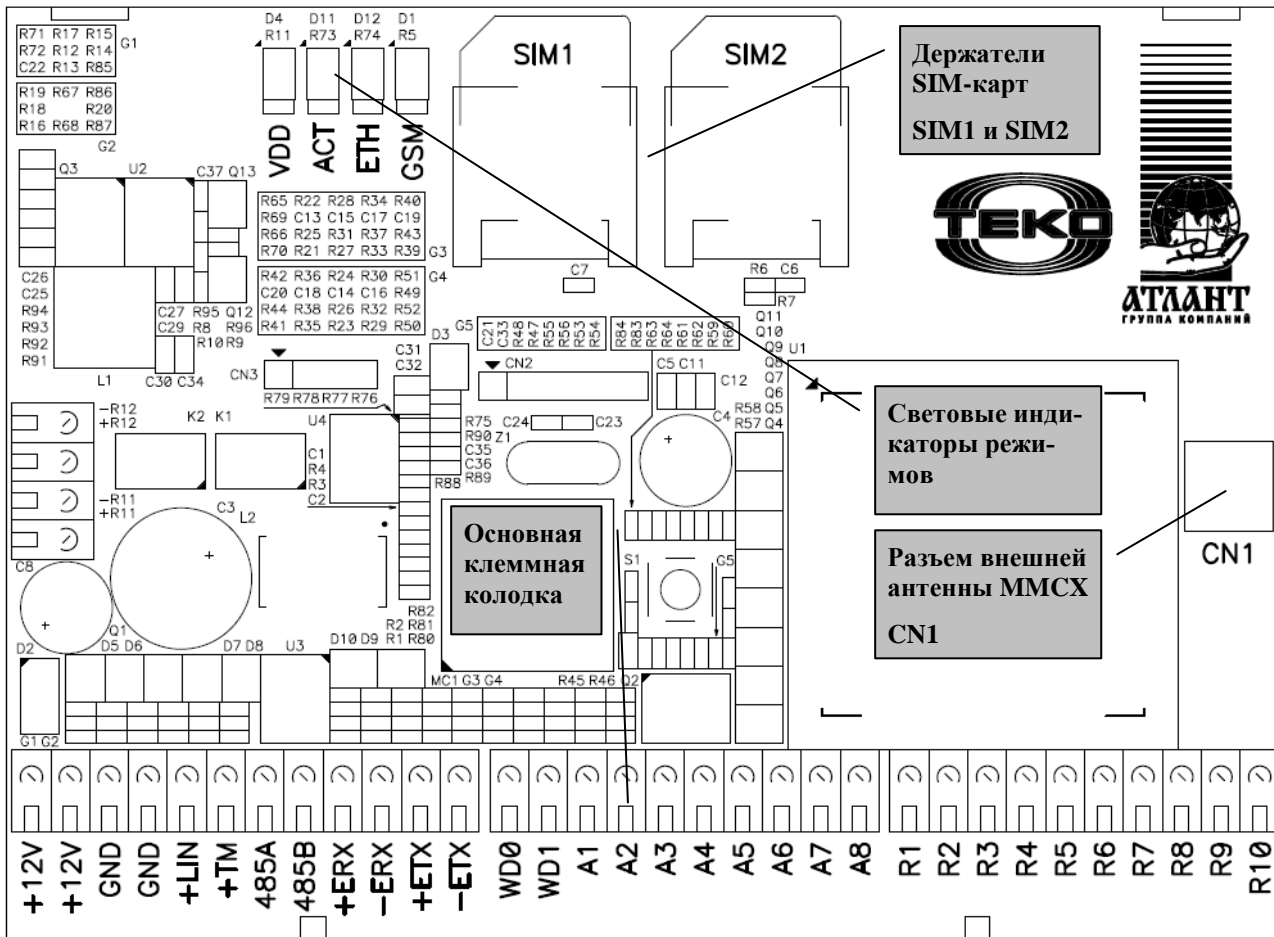 D4 D11 D12 D1
R11 R73 R74 R5
VDD ACT ETH GSM
R71 R17 R15
R72 R12 R14
C22 R13 R85
G1
R19 R67 R86
R18 R20
R16 R68 R87
G2
SIM1
SIM2
Держатели
SIM-карт
SIM1 и SIM2
ТЕКО
АТЛАНТ
ГРУППА КОМПАНИЙ
Q3 U2 C37 Q13
R65 R22 R28 R34 R40
R69 C13 C15 C17 C19
R66 R25 R31 R37 R43
R70 R21 R27 R33 R39
G3
R42 R36 R24 R30 R51
C20 C18 C14 C16 R49
R44 R38 R26 R32 R52
R41 R35 R23 R29 R50
G4
C7
R6 C6
R7
C26
C25
R94
R93
R92
R91
C27 R95 Q12
C29 R8 R96
R10 R9
L1 C30 C34
D3 G5
C21 C33 R48 R47 R55 R56 R53 R54
R84 R83 R63 R64 R61 R62 R59 R60
Q11
Q10
Q9
Q8
Q7
Q6
R58 Q5
R57 Q4
U1
C31
C32
CN3
R79 R78 R77 R76
CN2
C5 C11
C12
C4
C24 C23
Z1
R75
R90
C35
C36
R89
R88
-R12
+R12
K2 K1
U4
C1
R4
R3
C2
-R11
+R11
C3 L2
C8
Q1
Световые инди-
каторы режи-
мов
Основная
клеммная
колодка
Разъем внешней
антенны MMCX
CN1
CN1
S1 G5
R82
R2 R81
R1 R80
D2 D5 D6 D7 D8 U3 D10 D9
MC1 G3 G4 R45 R46 Q2
G1 G2
+12V +12V GND GND +LIN +TM 485A 485B +ERX -ERX +ETX -ETX WD0 WD1 A1 A2 A3 A4 A5 A6 A7 A8 R1 R2 R3 R4 R5 R6 R7 R8 R9 R10